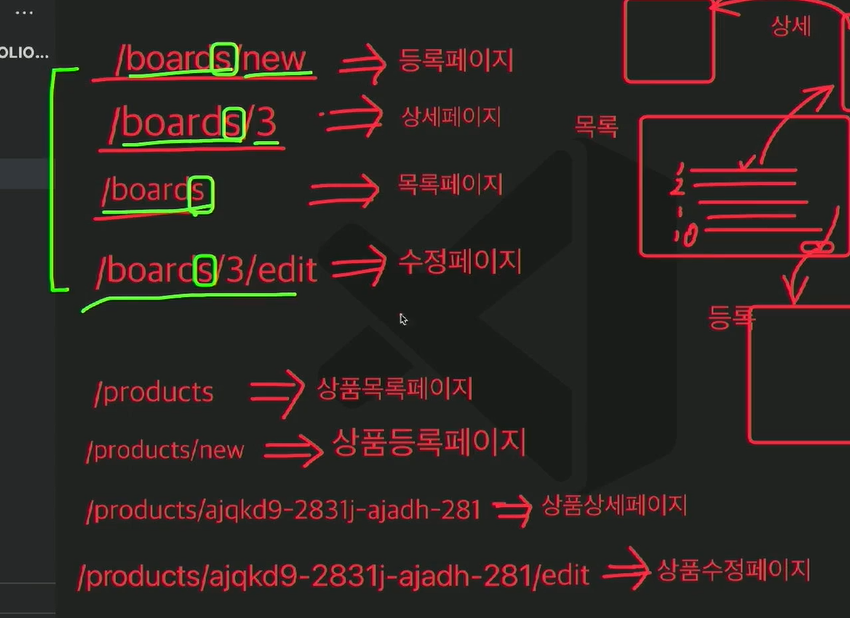 ...
OLIO...
/boards/new ⇒ 등록페이지
/boards/3 ⇒ 상세페이지
/boards ⇒ 목록페이지
/boards/3/edit ⇒ 수정페이지
상세
목록
1
2
:
10
등록
/products ⇒ 상품목록페이지
/products/new ⇒ 상품등록페이지
/products/ajqkd9-2831j-ajadh-281 ⇒ 상품상세페이지
/products/ajqkd9-2831j-ajadh-281/edit ⇒ 상품수정페이지